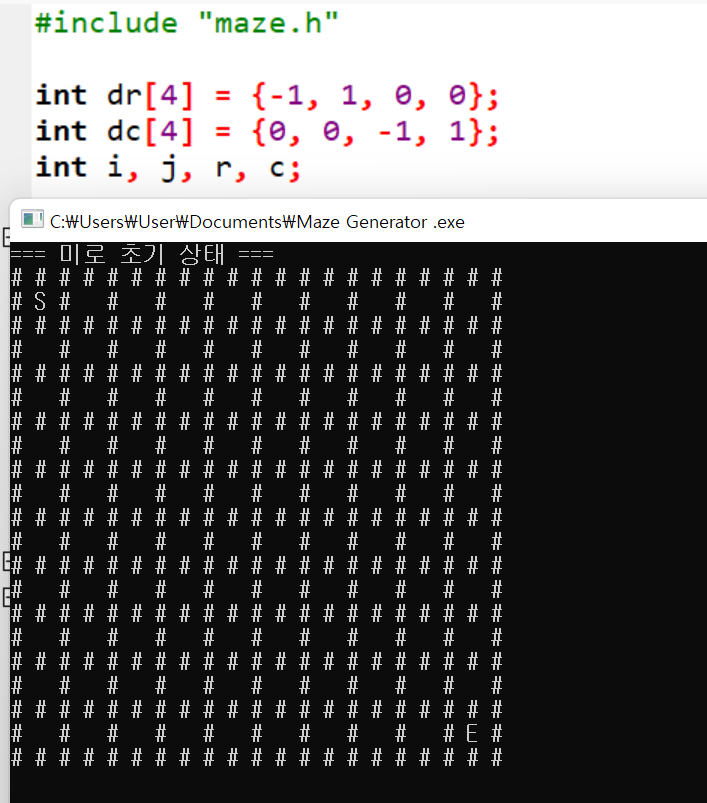 #include "maze.h"
int dr[4] = {-1, 1, 0, 0};
int dc[4] = {0, 0, -1, 1};
int i, j, r, c;
C:₩Users₩User₩Documents₩Maze Generator .exe
=== 미로 초기 상태 ===
# # # # # # # # # # # # # # # # # # # # #
# S #   #   #   #   #   #   #   #   #   #
# # # # # # # # # # # # # # # # # # # # #
#   #   #   #   #   #   #   #   #   #   #
# # # # # # # # # # # # # # # # # # # # #
#   #   #   #   #   #   #   #   #   #   #
# # # # # # # # # # # # # # # # # # # # #
#   #   #   #   #   #   #   #   #   #   #
# # # # # # # # # # # # # # # # # # # # #
#   #   #   #   #   #   #   #   #   #   #
# # # # # # # # # # # # # # # # # # # # #
#   #   #   #   #   #   #   #   #   #   #
# # # # # # # # # # # # # # # # # # # # #
#   #   #   #   #   #   #   #   #   #   #
# # # # # # # # # # # # # # # # # # # # #
#   #   #   #   #   #   #   #   #   #   #
# # # # # # # # # # # # # # # # # # # # #
#   #   #   #   #   #   #   #   #   #   #
# # # # # # # # # # # # # # # # # # # # #
#   #   #   #   #   #   #   #   #   # E #
# # # # # # # # # # # # # # # # # # # # #